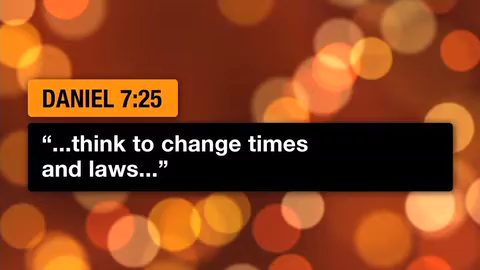 DANIEL 7:25
“...think to change times
and laws...”